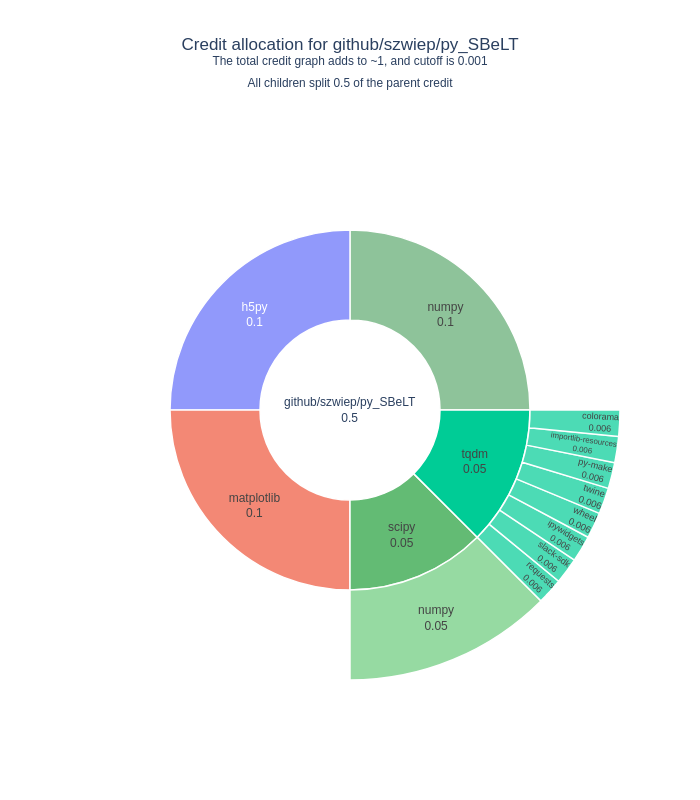 Credit allocation for github/szwiep/py_SBeLT
The total credit graph adds to ~1, and cutoff is 0.001
All children split 0.5 of the parent credit
h5py
0.1
numpy
0.1
github/szwiep/py_SBeLT
0.5
matplotlib
0.1
scipy
0.05
tqdm
0.05
numpy
0.05
colorama
0.006
importlib-resources
0.006
py-make
0.006
twine
0.006
wheel
0.006
ipywidgets
0.006
slack-sdk
0.006
requests
0.006